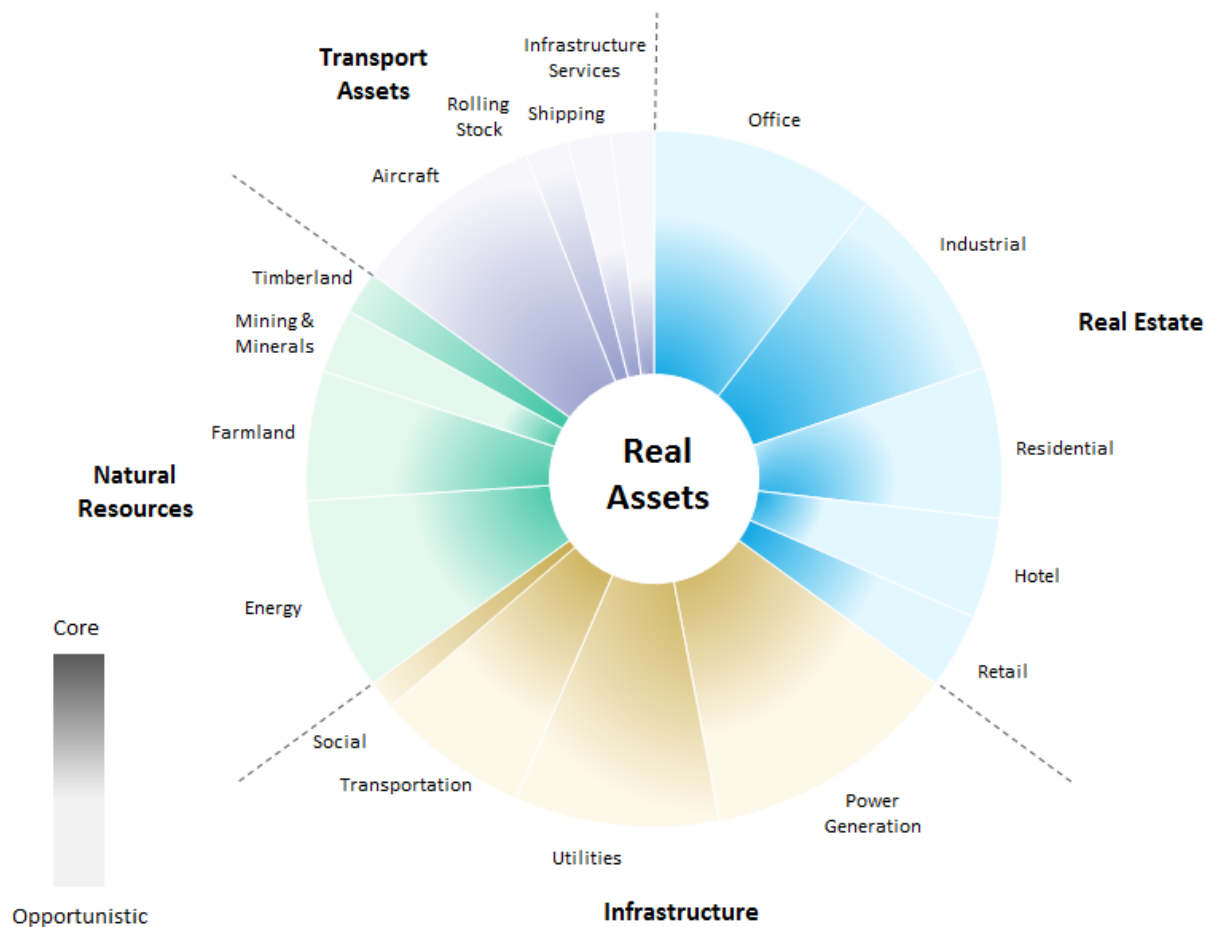 Transport
Assets
Infrastructure
Services
Rolling
Stock
Shipping
Office
Aircraft
Industrial
Timberland
Mining &
Minerals
Real Estate
Farmland
Real
Assets
Residential
Natural
Resources
Hotel
Energy
Core
Retail
Social
Transportation
Power
Generation
Utilities
Opportunistic
Infrastructure